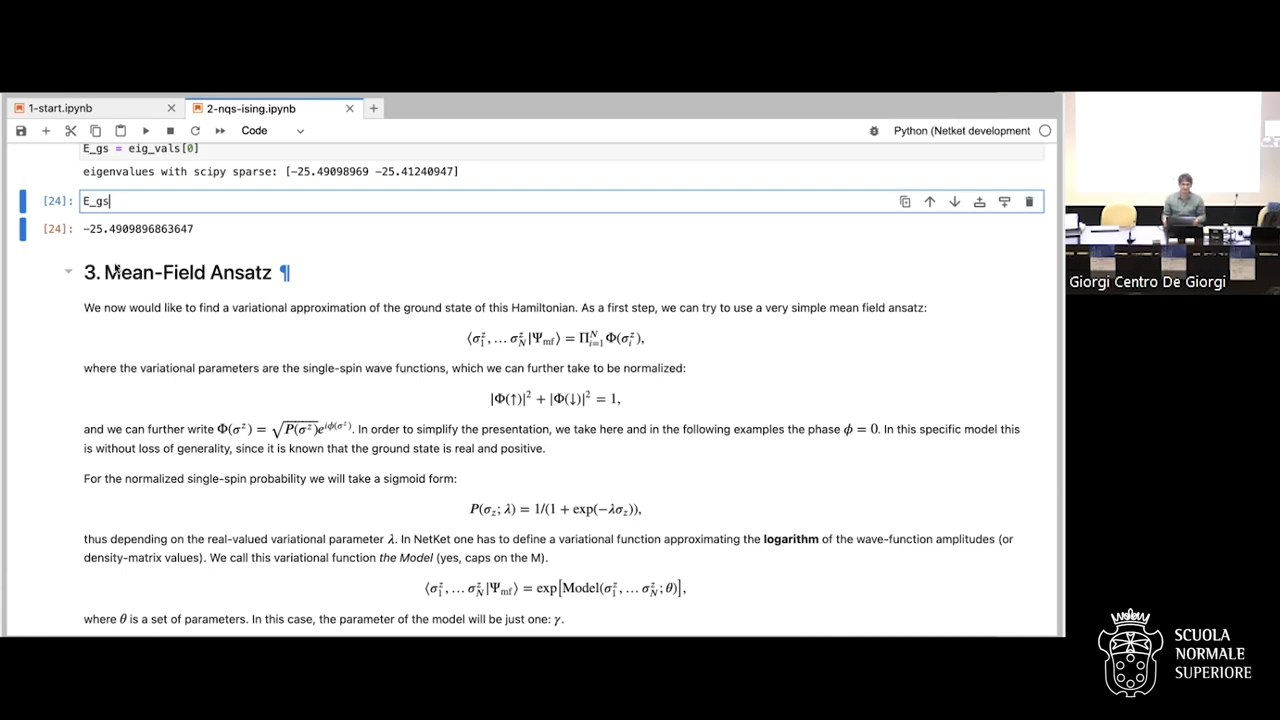 1-start.ipynb
2-nqs-ising.ipynb
Code
Python (Netket development
E_gs = eig_vals[0]
eigenvalues with scipy sparse: [-25.49098969 -25.41240947]
[24]: E_gs
[24]: -25.4909896863647
3. Mean-Field Ansatz ¶
We now would like to find a variational approximation of the ground state of this Hamiltonian. As a first step, we can try to use a very simple mean field ansatz:
⟨σ₁ᶻ, … σ_N^z|Ψ_mf⟩ = Π_{i=1}^N Φ(σ_i^z),
where the variational parameters are the single-spin wave functions, which we can further take to be normalized:
|Φ(↑)|² + |Φ(↓)|² = 1,
and we can further write Φ(σ^z) = √P(σ^z)e^{iϕ(σ^z)}. In order to simplify the presentation, we take here and in the following examples the phase ϕ = 0. In this specific model this
is without loss of generality, since it is known that the ground state is real and positive.
For the normalized single-spin probability we will take a sigmoid form:
P(σ_z; λ) = 1/(1 + exp(−λσ_z)),
thus depending on the real-valued variational parameter λ. In NetKet one has to define a variational function approximating the logarithm of the wave-function amplitudes (or
density-matrix values). We call this variational function the Model (yes, caps on the M).
⟨σ₁ᶻ, … σ_N^z|Ψ_mf⟩ = exp[Model(σ₁ᶻ, … σ_N^z; θ)],
where θ is a set of parameters. In this case, the parameter of the model will be just one: γ.
Giorgi Centro De Giorgi
SCUOLA
NORMALE
SUPERIORE